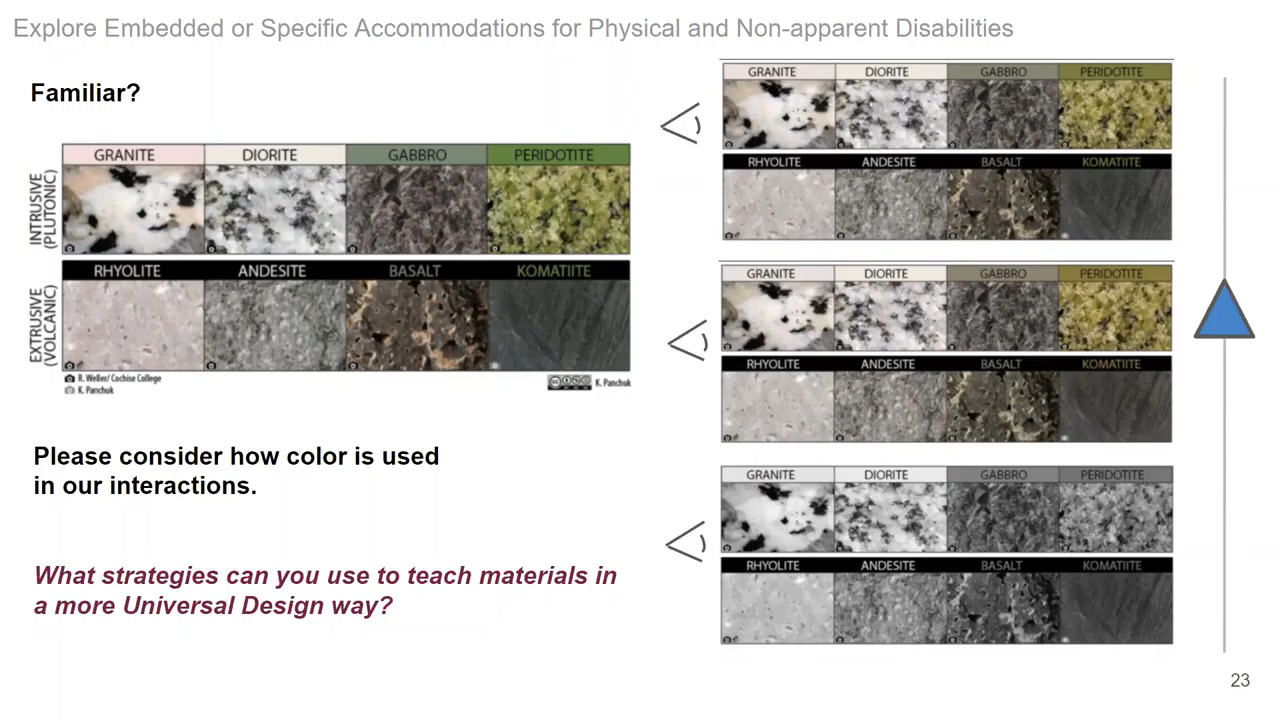 Explore Embedded or Specific Accommodations for Physical and Non-apparent Disabilities
Familiar?
GRANITE DIORITE GABBRO PERIDOTITE
INTRUSIVE
(PLUTONIC)
RHYOLITE ANDESITE BASALT KOMATIITE
EXTRUSIVE
(VOLCANIC)
R. Weller/ Cochise College
K. Panchuk
K. Panchuk
Please consider how color is used
in our interactions.
What strategies can you use to teach materials in
a more Universal Design way?
GRANITE DIORITE GABBRO PERIDOTITE
RHYOLITE ANDESITE BASALT KOMATIITE
GRANITE DIORITE GABBRO PERIDOTITE
RHYOLITE ANDESITE BASALT KOMATIITE
GRANITE DIORITE GABBRO PERIDOTITE
RHYOLITE ANDESITE BASALT KOMATIITE
23